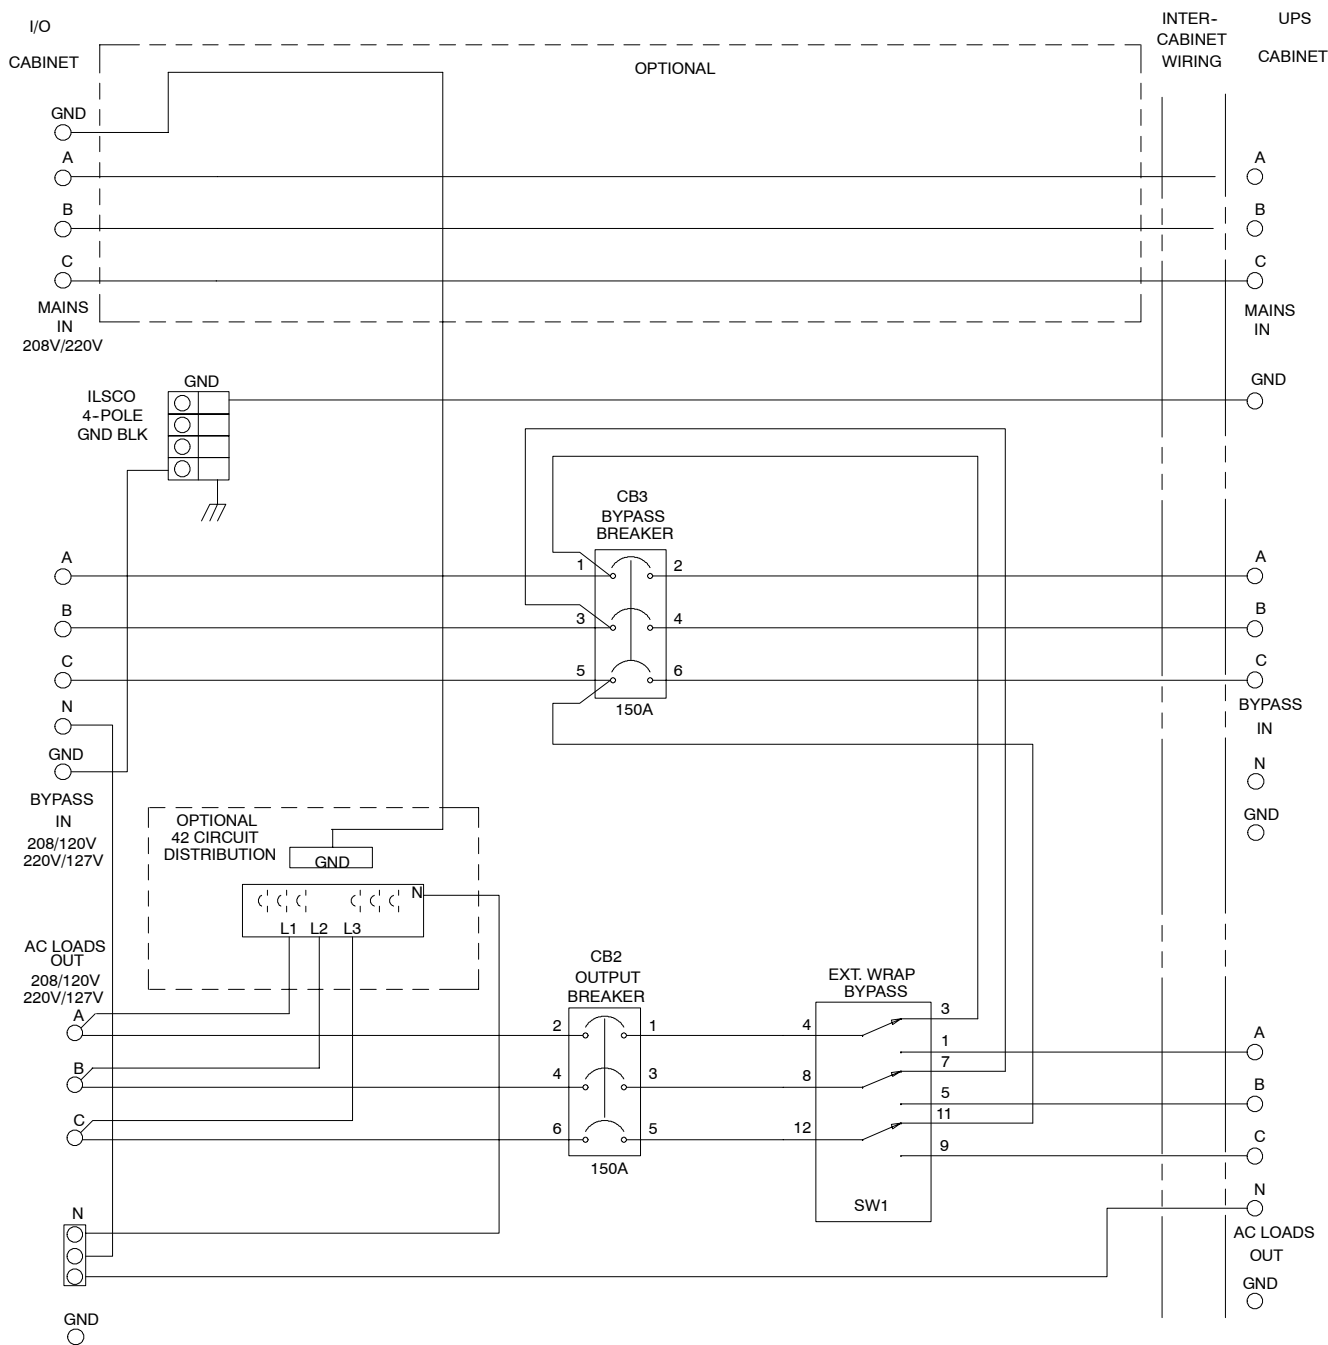 I/O
CABINET
OPTIONAL
INTER-
CABINET
WIRING
UPS
CABINET
GND
A
A
B
B
C
C
MAINS
IN
208V/220V
MAINS
IN
GND
ILSCO
4-POLE
GND BLK
GND
CB3
BYPASS
BREAKER
A
1
2
A
B
3
4
B
C
5
6
C
150A
N
GND
BYPASS
IN
208/120V
220V/127V
BYPASS
IN
N
GND
OPTIONAL
42 CIRCUIT
DISTRIBUTION
GND
N
L1 L2 L3
AC LOADS
OUT
208/120V
220V/127V
CB2
OUTPUT
BREAKER
EXT. WRAP
BYPASS
A
2
1
4
3
1
A
B
4
3
8
7
5
B
C
6
5
12
11
9
C
150A
SW1
N
N
AC LOADS
OUT
GND
GND